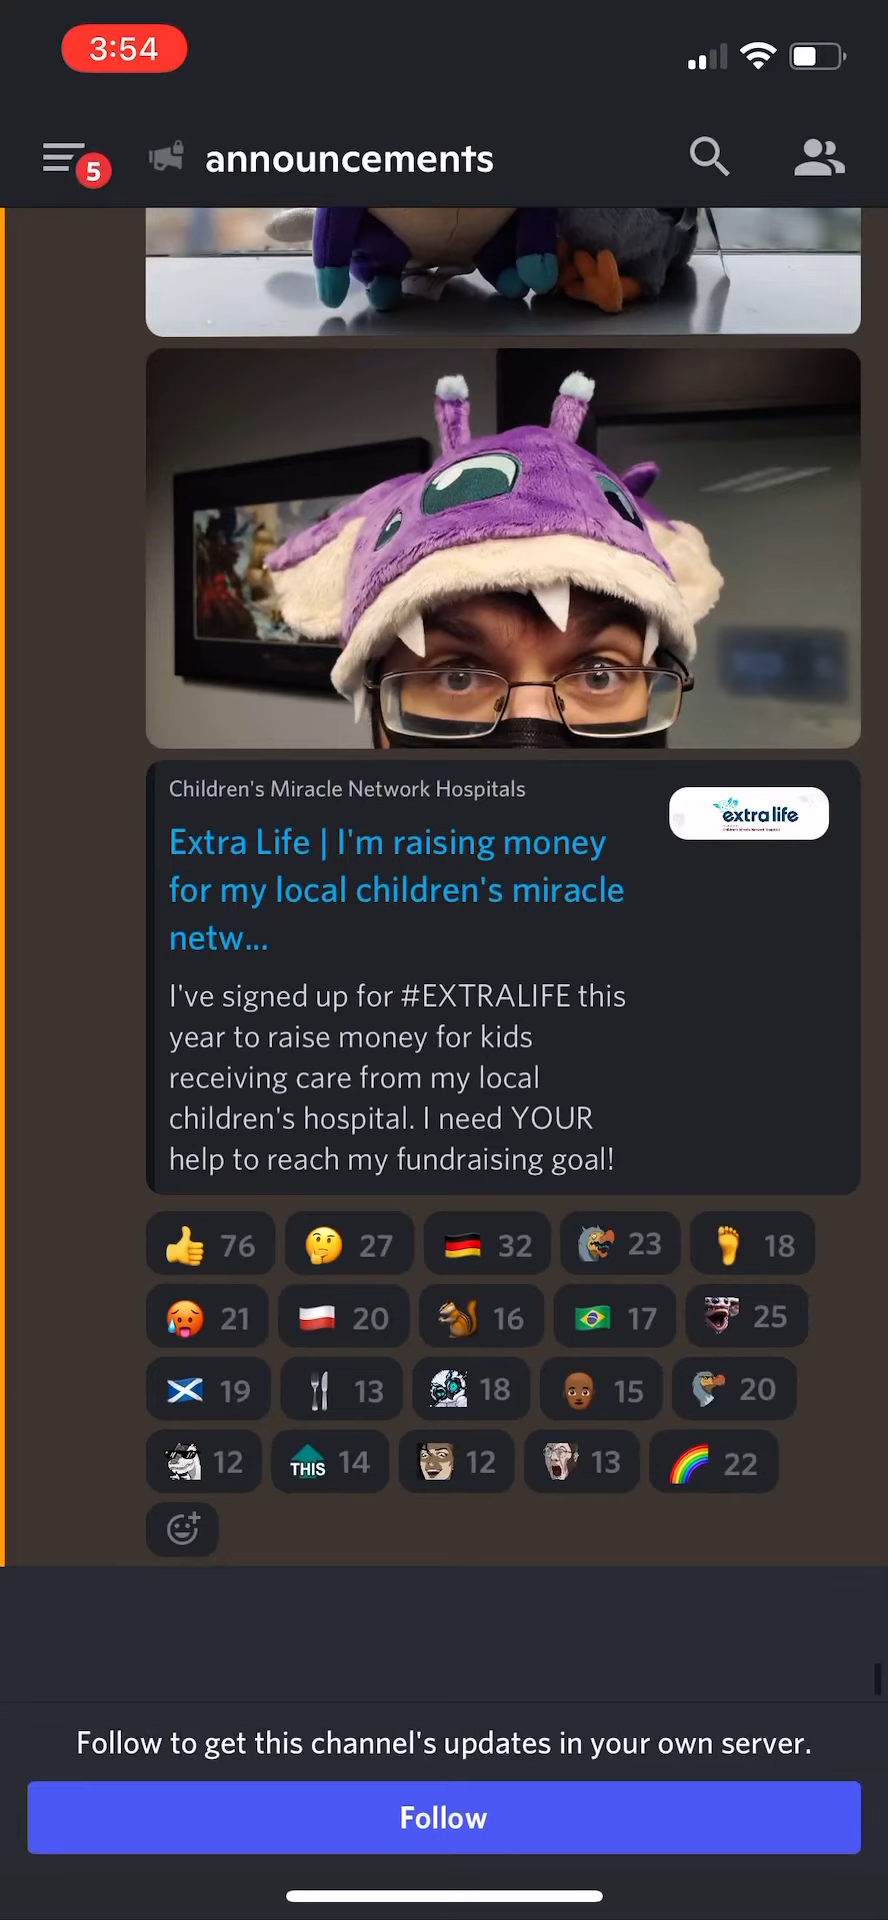 3:54
5
announcements
Children's Miracle Network Hospitals
extralife
Extra Life | I'm raising money
for my local children's miracle
netw...
I've signed up for #EXTRALIFE this
year to raise money for kids
receiving care from my local
children's hospital. I need YOUR
help to reach my fundraising goal!
76 27 32 23 18
21 20 16 17 25
19 13 18 15 20
12 THIS 14 12 13 22
Follow to get this channel's updates in your own server.
Follow